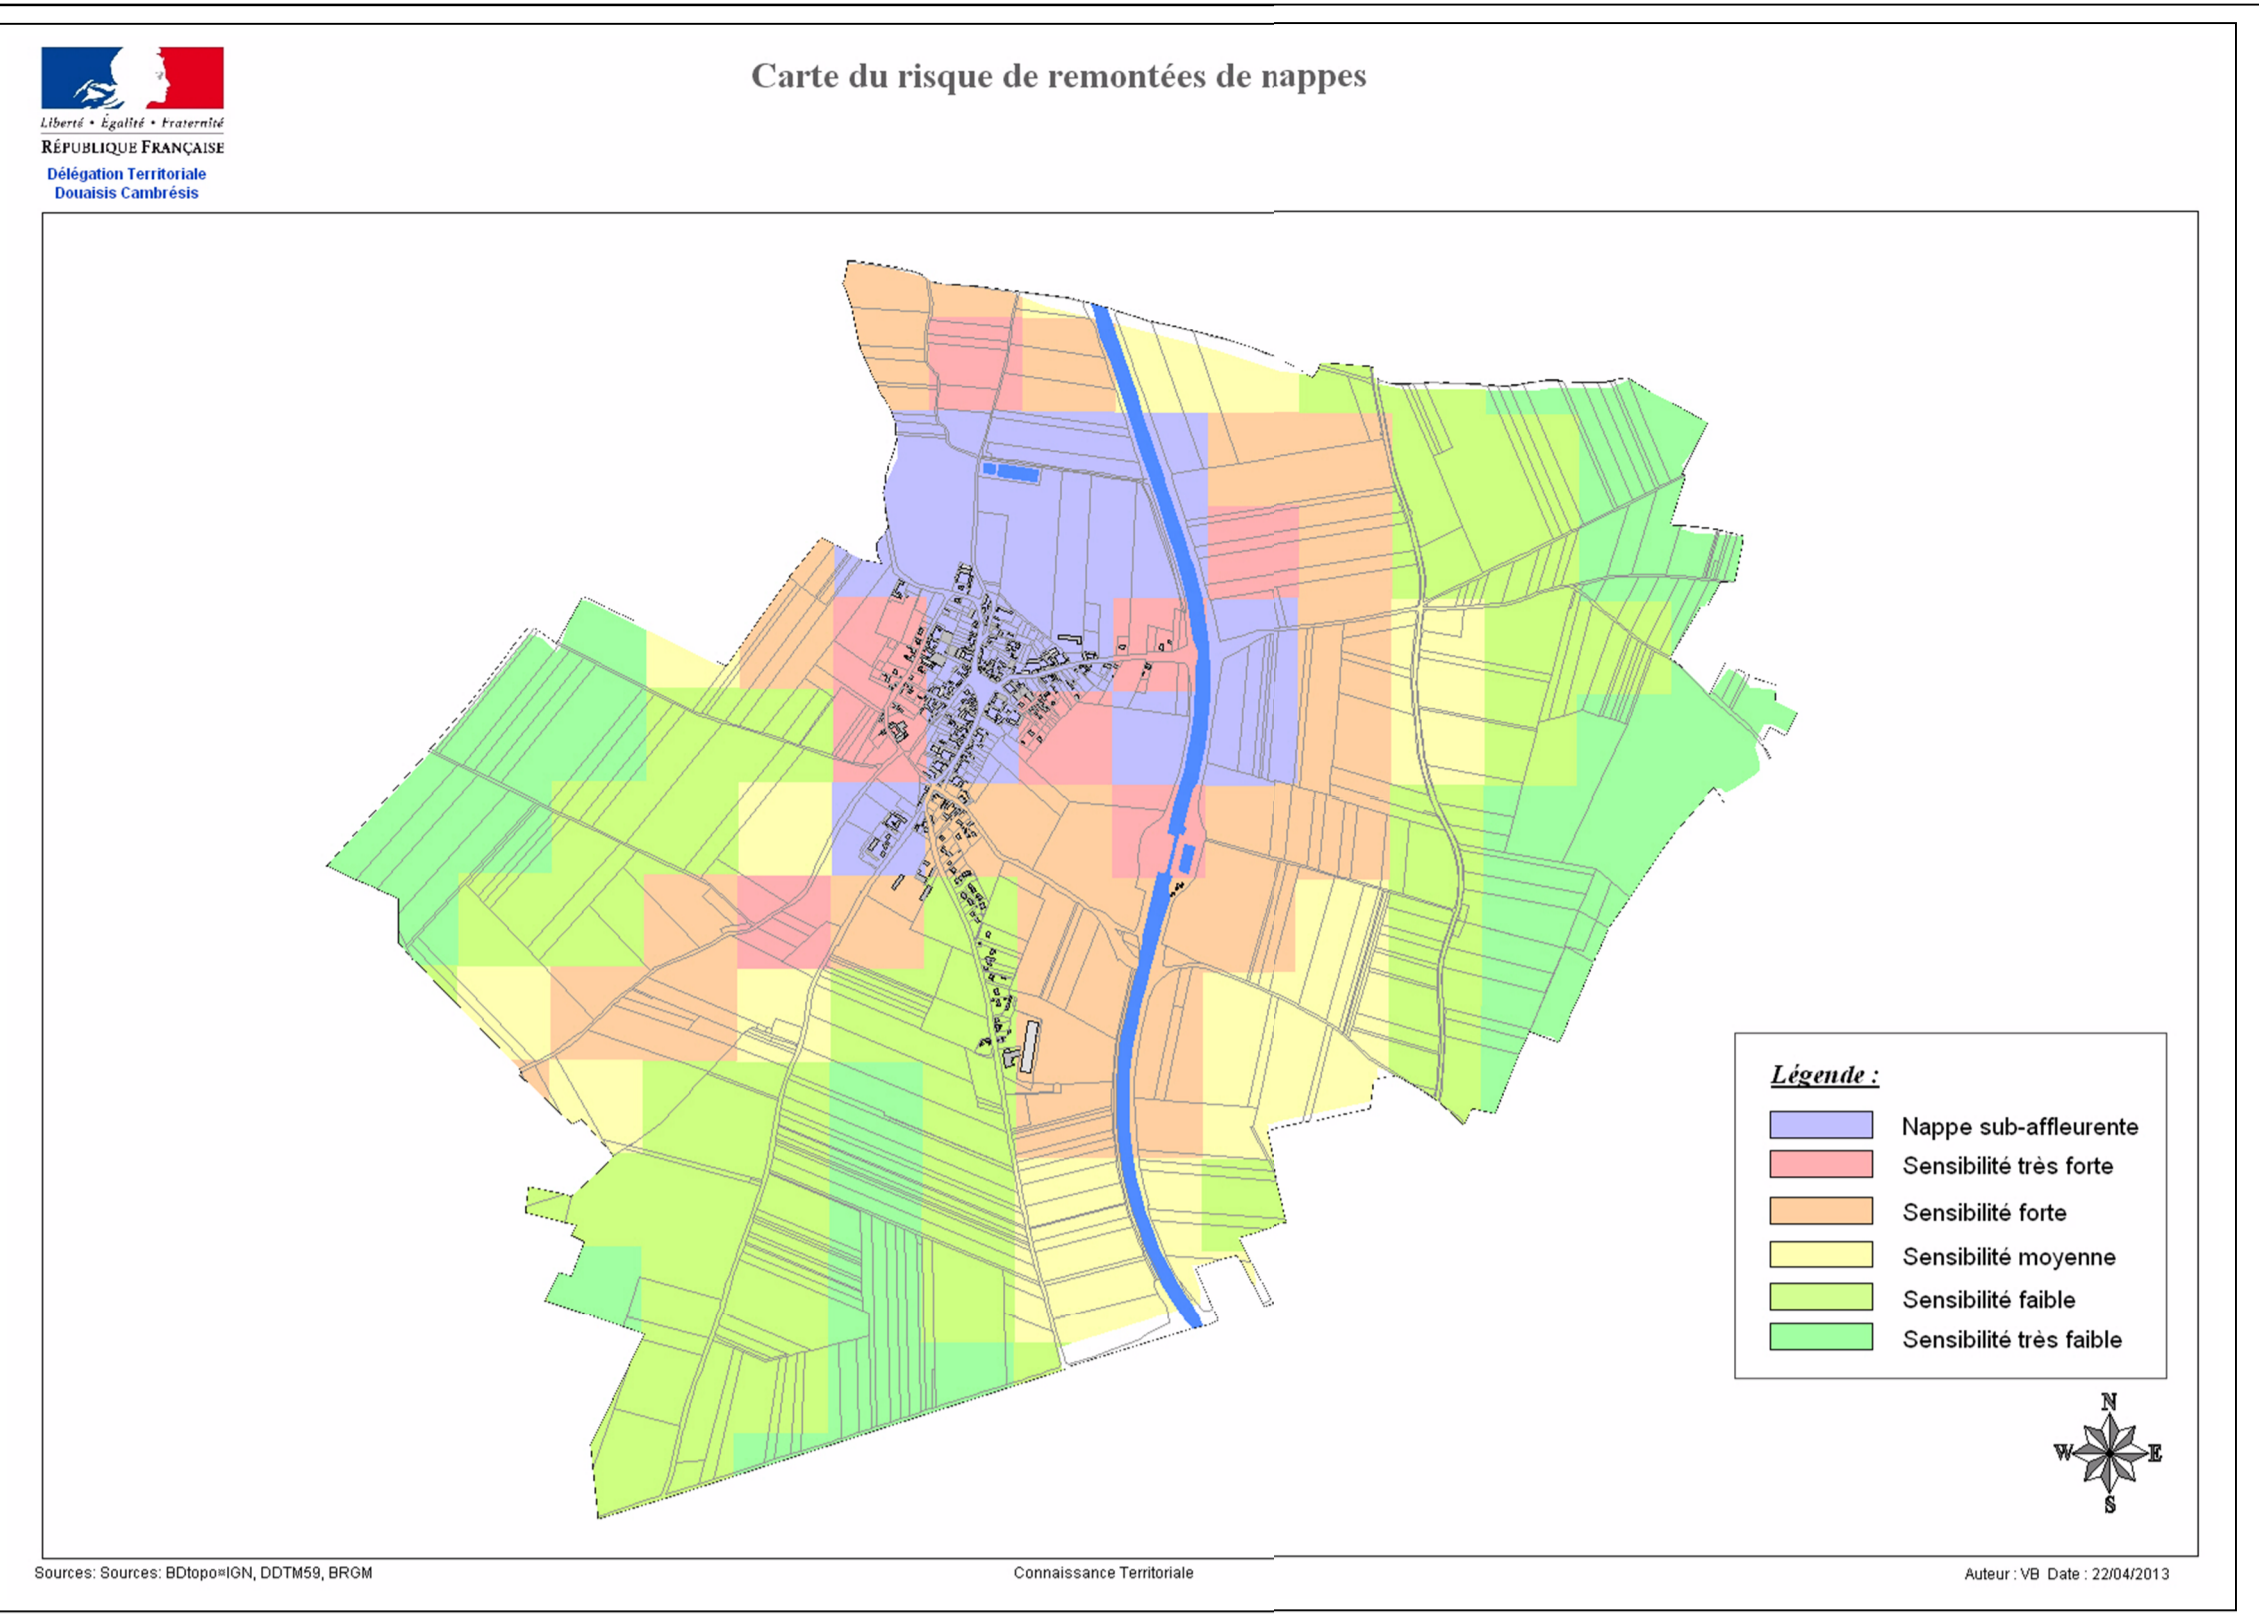 Carte du risque de remontées de nappes
Liberté • Égalité • Fraternité
RÉPUBLIQUE FRANÇAISE
Délégation Territoriale
Douaisis Cambrésis
Légende :
Nappe sub-affleurente
Sensibilité très forte
Sensibilité forte
Sensibilité moyenne
Sensibilité faible
Sensibilité très faible
N
W E
S
Sources: Sources: BDtopo¤IGN, DDTM59, BRGM
Connaissance Territoriale
Auteur : VB Date : 22/04/2013